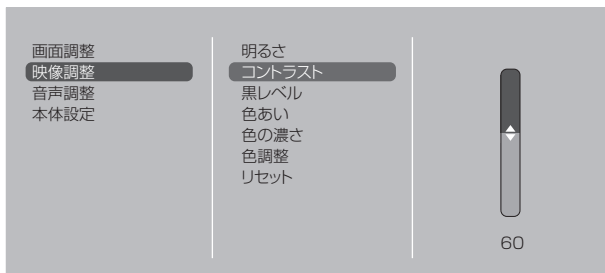 画面調整
映像調整
音声調整
本体設定
明るさ
コントラスト
黒レベル
色あい
色の濃さ
色調整
リセット
60